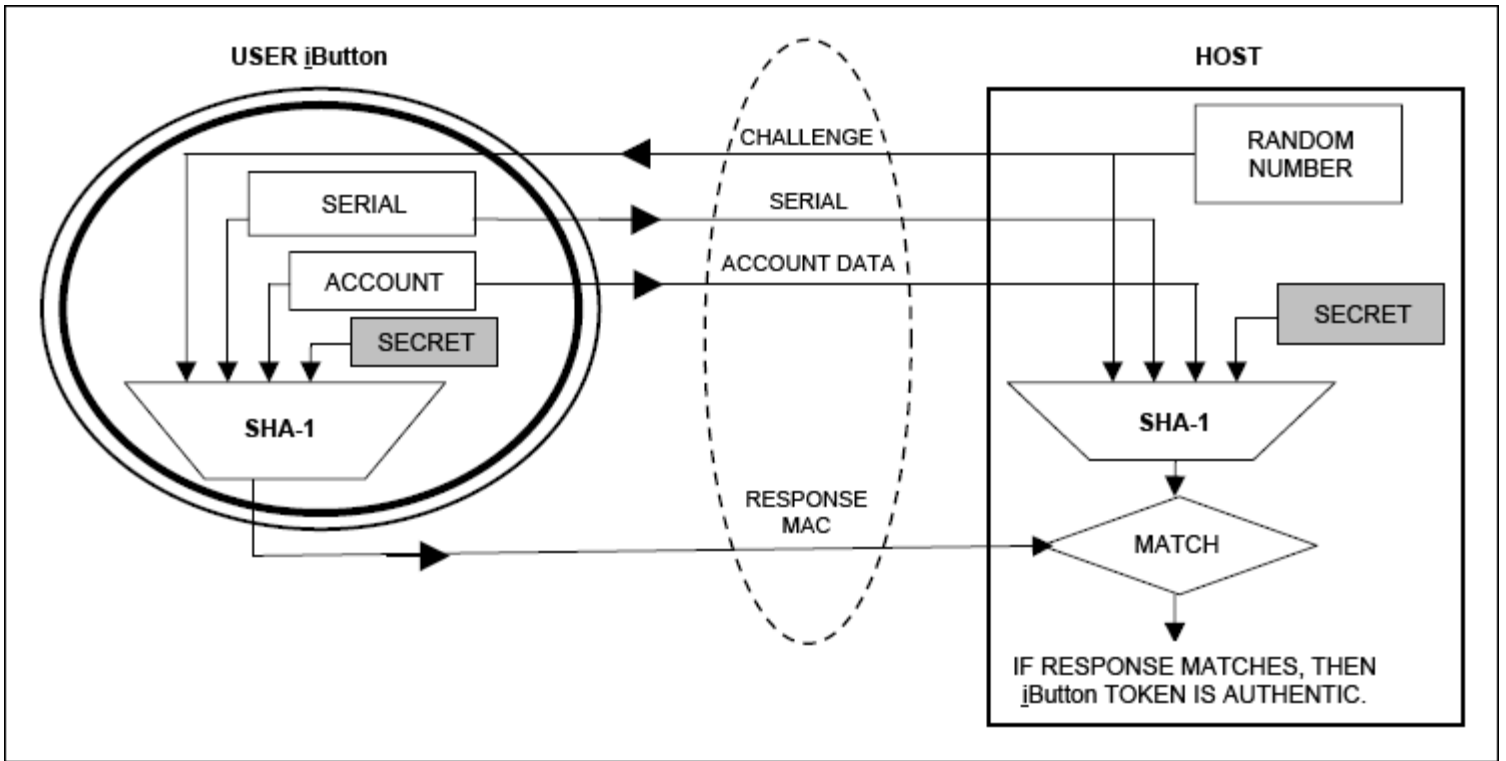 USER iButton
HOST
CHALLENGE
RANDOM
NUMBER
SERIAL
SERIAL
ACCOUNT
ACCOUNT DATA
SECRET
SECRET
SHA-1
SHA-1
RESPONSE
MAC
MATCH
IF RESPONSE MATCHES, THEN
iButton TOKEN IS AUTHENTIC.